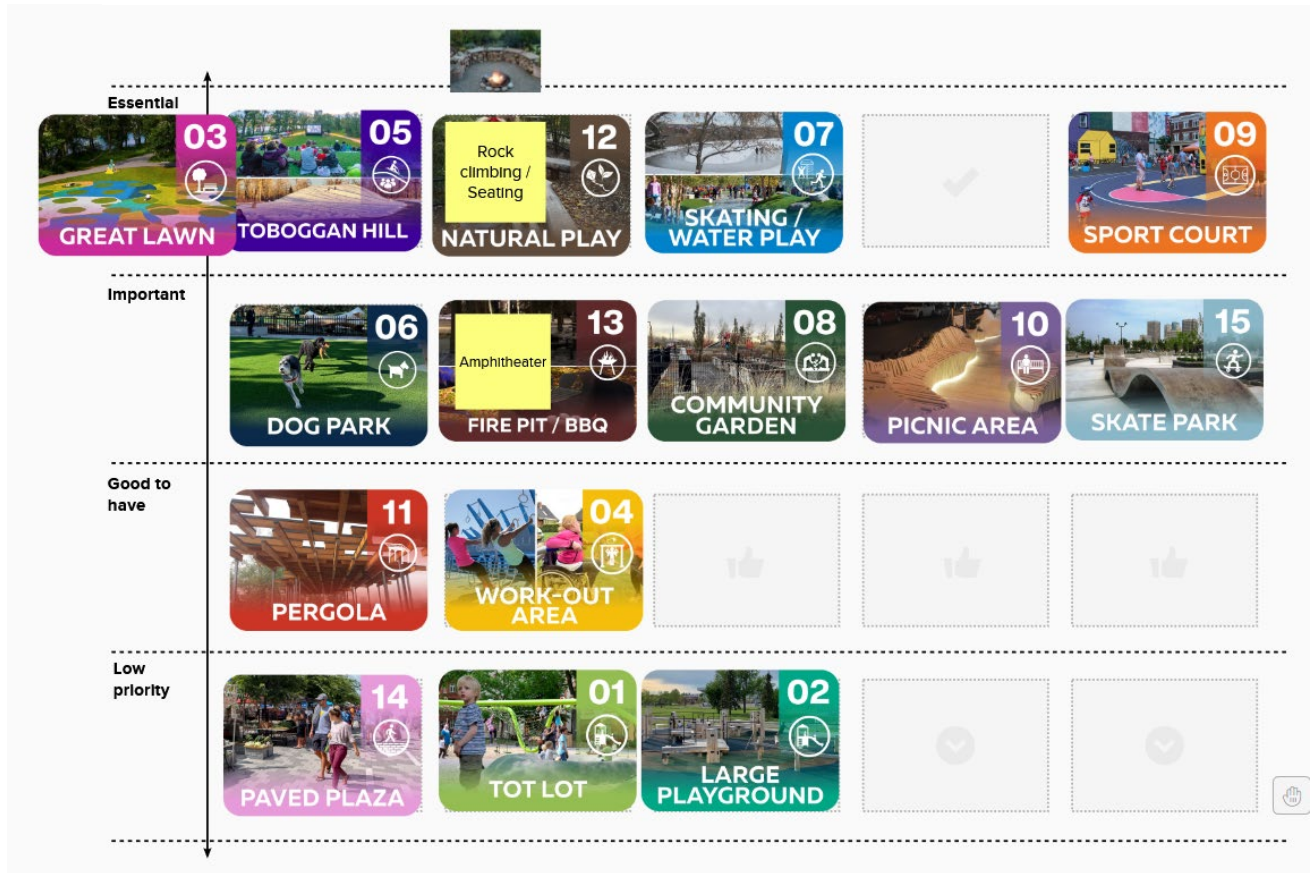 Essential
03
GREAT LAWN
05
TOBOGGAN HILL
Rock
climbing /
Seating
12
NATURAL PLAY
07
SKATING /
WATER PLAY
09
SPORT COURT
Important
06
DOG PARK
Amphitheater
13
FIRE PIT / BBQ
08
COMMUNITY
GARDEN
10
PICNIC AREA
15
SKATE PARK
Good to
have
11
PERGOLA
04
WORK-OUT
AREA
Low
priority
14
PAVED PLAZA
01
TOT LOT
02
LARGE
PLAYGROUND